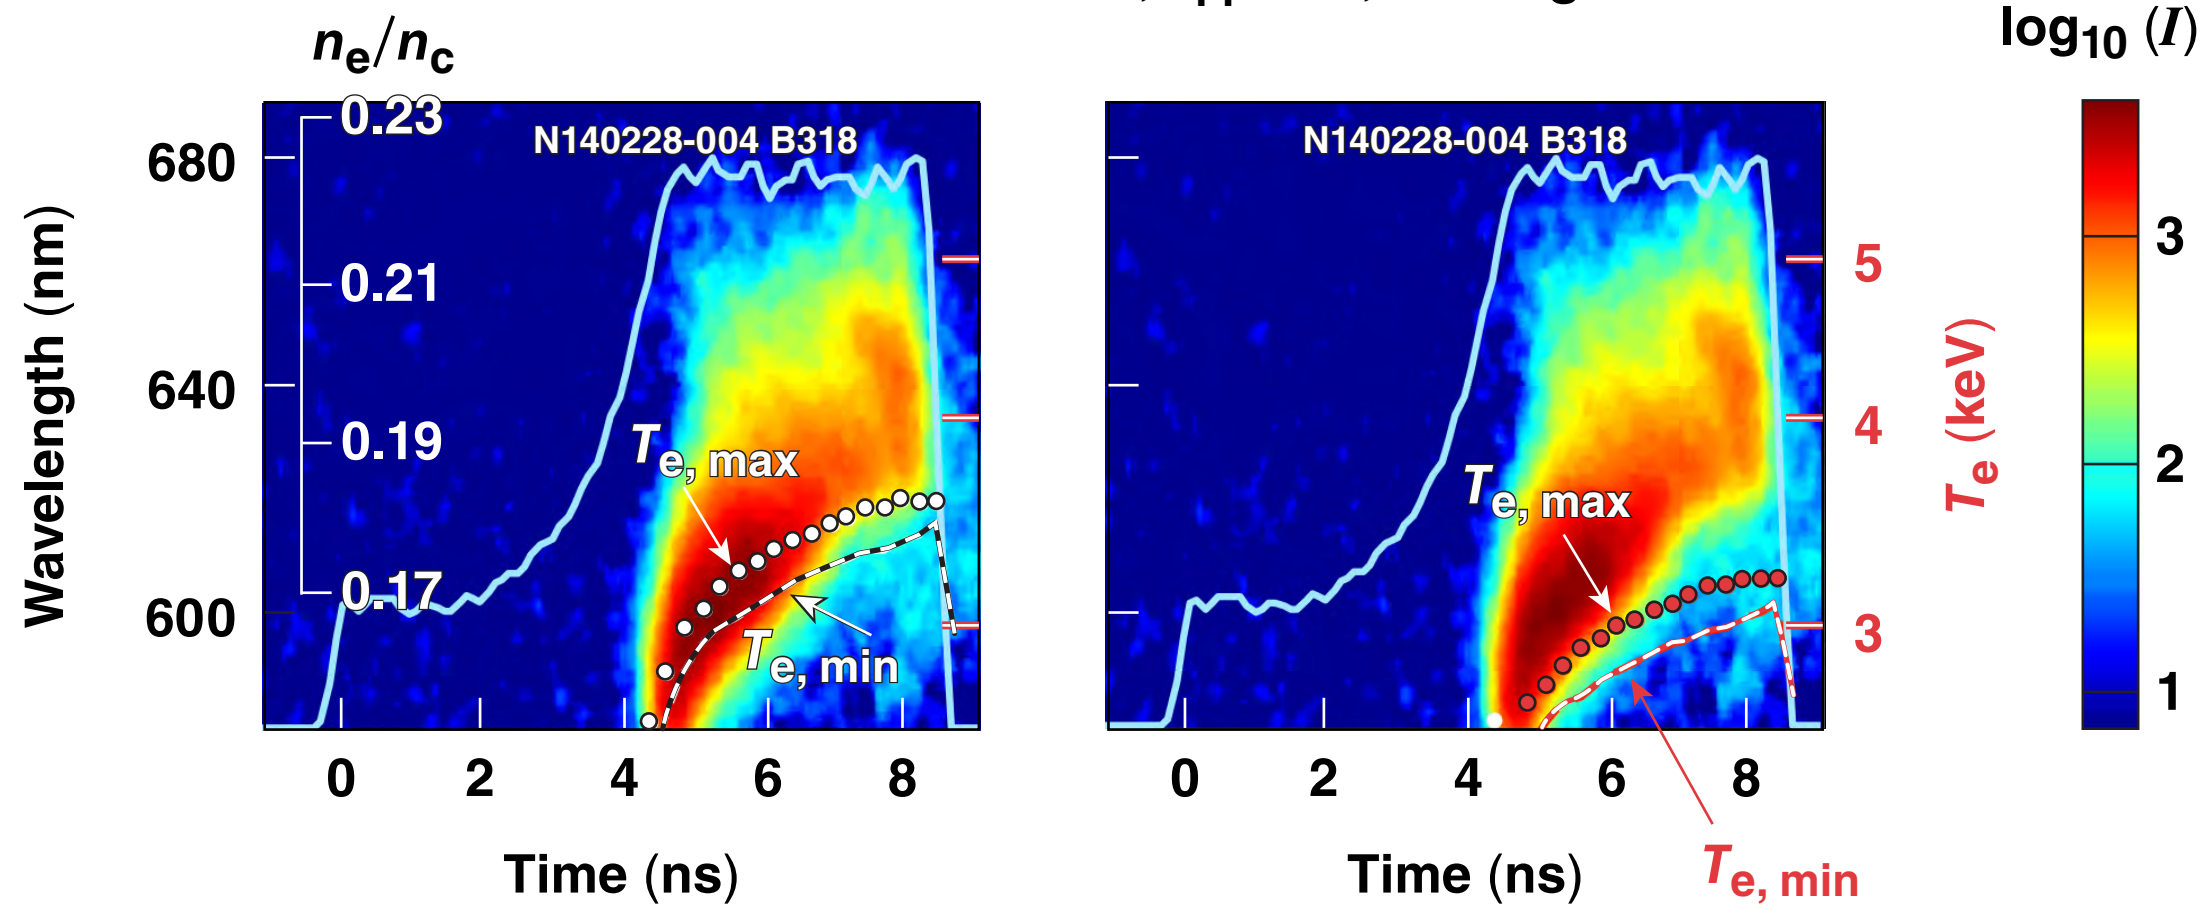 n_e/n_c
log_10 (I)
0.23
0.21
0.19
0.17
N140228-004 B318
N140228-004 B318
680
640
600
Wavelength (nm)
T_e, max
T_e, min
T_e, max
T_e, min
5
4
3
T_e (keV)
3
2
1
0 2 4 6 8
0 2 4 6 8
Time (ns)
Time (ns)